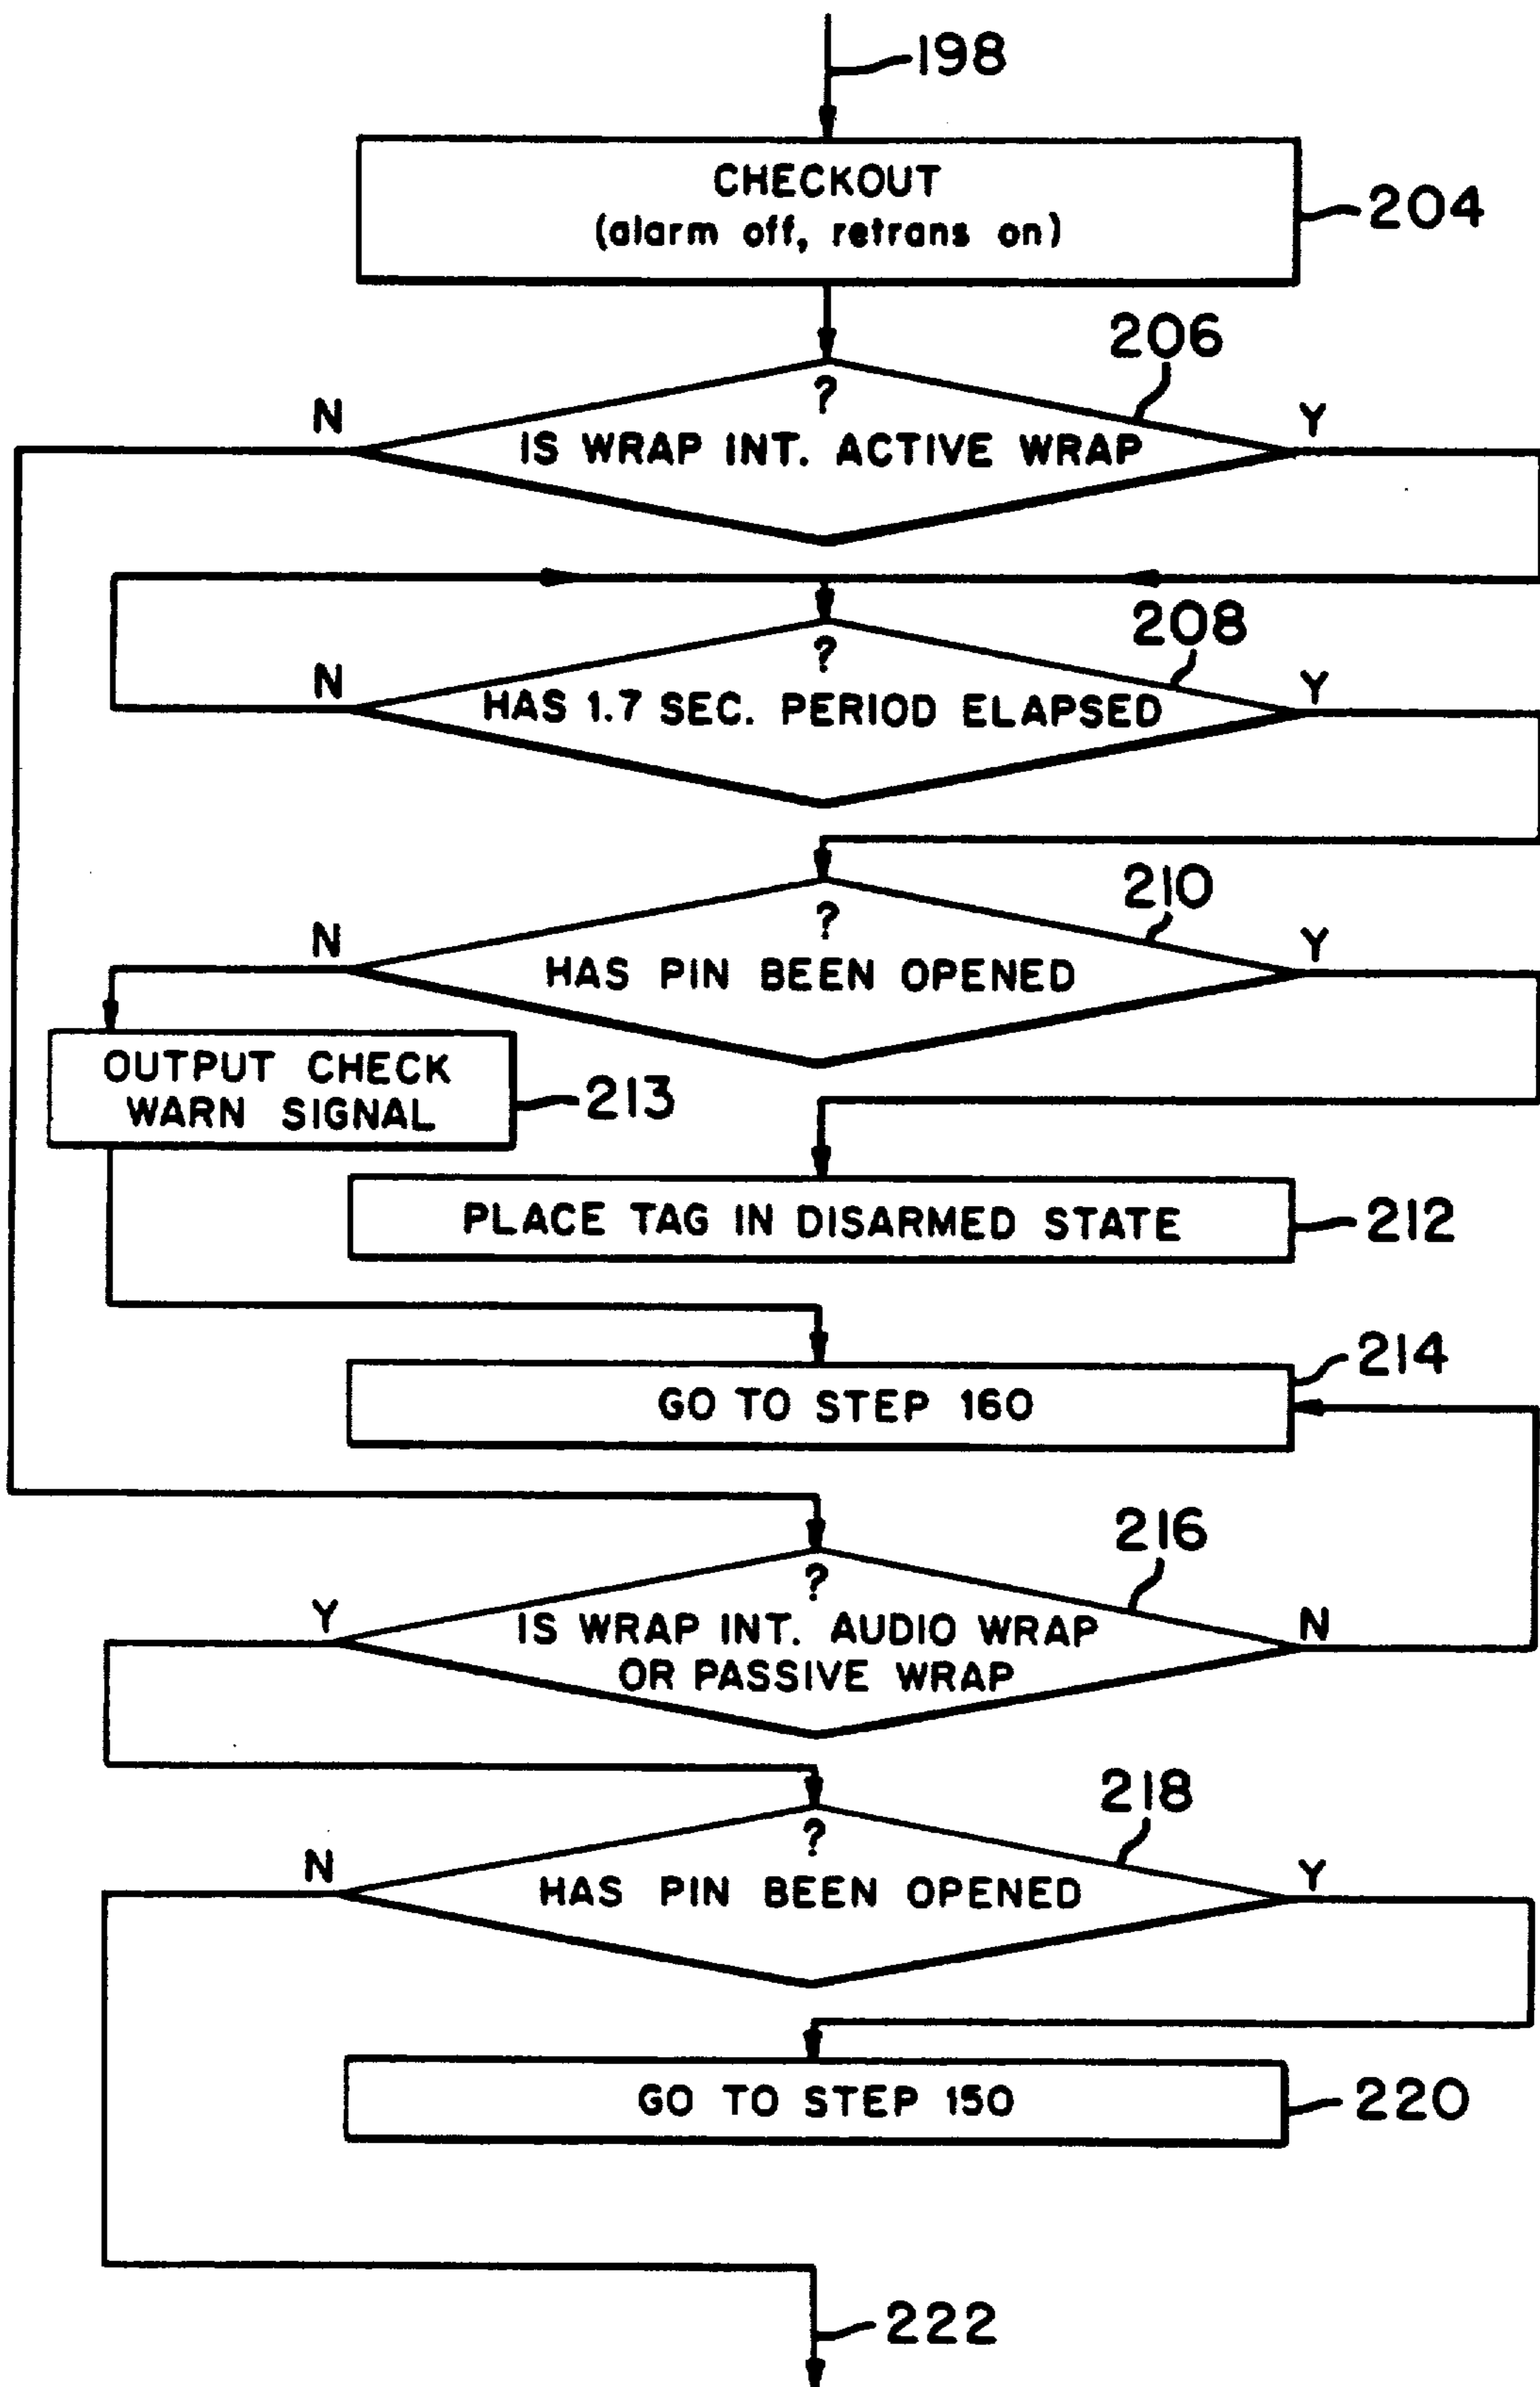 198
CHECKOUT
(alarm off, retrans on)
204
206
?
N
IS WRAP INT. ACTIVE WRAP
Y
208
?
N
HAS 1.7 SEC. PERIOD ELAPSED
Y
210
?
N
HAS PIN BEEN OPENED
Y
OUTPUT CHECK
WARN SIGNAL
213
PLACE TAG IN DISARMED STATE
212
214
GO TO STEP 160
216
?
Y
IS WRAP INT. AUDIO WRAP
OR PASSIVE WRAP
N
218
?
N
HAS PIN BEEN OPENED
Y
GO TO STEP 150
220
222